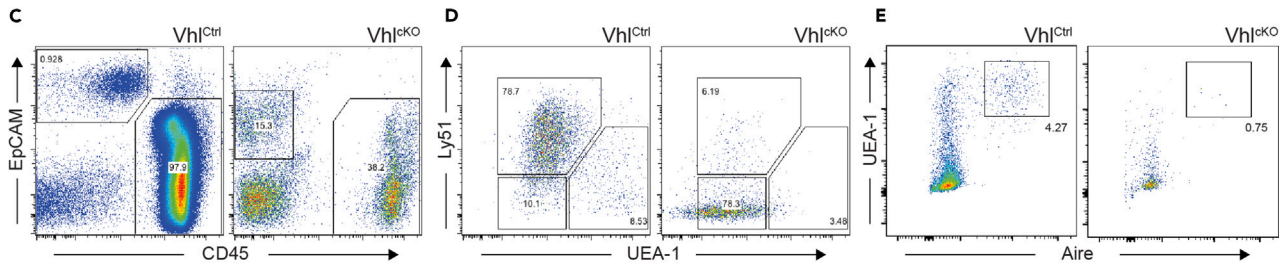 C
Vhl^Ctrl
Vhl^cKO
0.928
97.9
15.3
38.2
EpCAM
CD45
D
Vhl^Ctrl
Vhl^cKO
78.7
10.1
8.53
6.19
78.3
3.48
Ly51
UEA-1
E
Vhl^Ctrl
Vhl^cKO
4.27
0.75
UEA-1
Aire